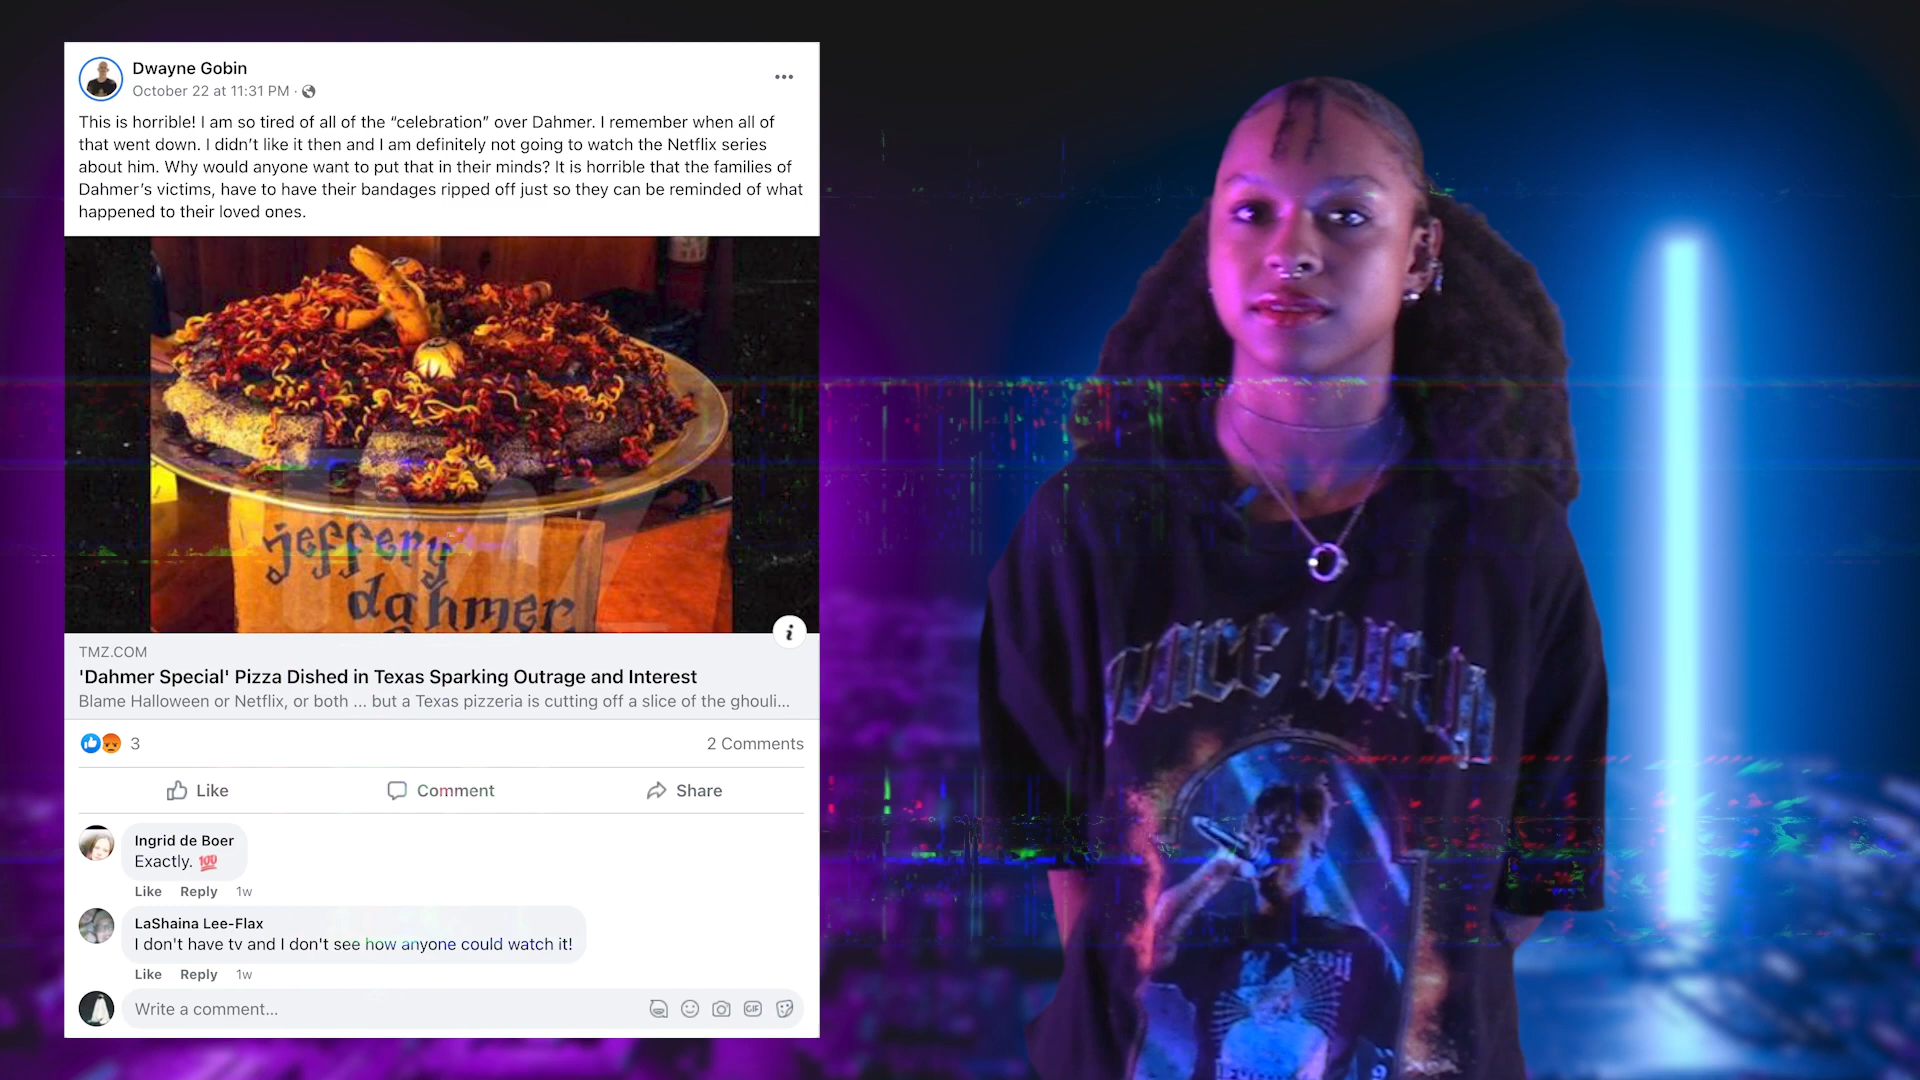 Dwayne Gobin
October 22 at 11:31 PM ·
This is horrible! I am so tired of all of the “celebration” over Dahmer. I remember when all of
that went down. I didn’t like it then and I am definitely not going to watch the Netflix series
about him. Why would anyone want to put that in their minds? It is horrible that the families of
Dahmer’s victims, have to have their bandages ripped off just so they can be reminded of what
happened to their loved ones.
TMZ
jeffery
dahmer
TMZ.COM
'Dahmer Special' Pizza Dished in Texas Sparking Outrage and Interest
Blame Halloween or Netflix, or both ... but a Texas pizzeria is cutting off a slice of the ghouli...
3
2 Comments
Like
Comment
Share
Ingrid de Boer
Exactly. 💯
Like Reply 1w
LaShaina Lee-Flax
I don't have tv and I don't see how anyone could watch it!
Like Reply 1w
Write a comment...
GIF